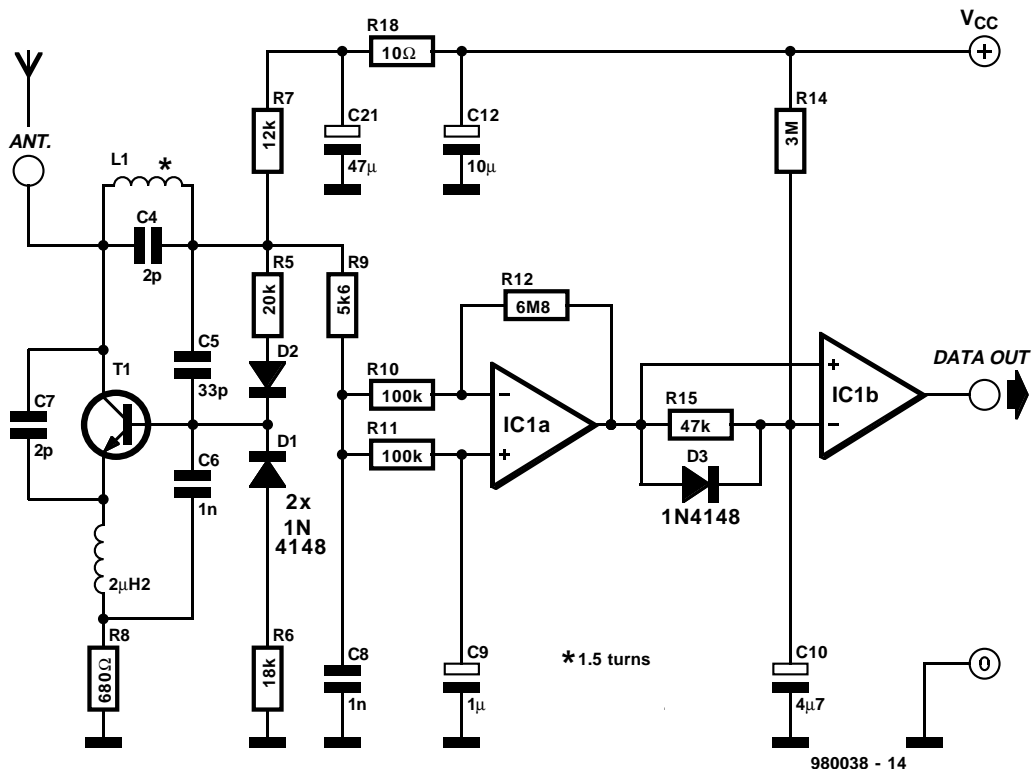 R18
10Ω
VCC
+
R7
12k
C21
47µ
C12
10µ
R14
3M
ANT.
L1
*
C4
2p
R5
20k
R9
5k6
R12
6M8
C5
33p
D2
T1
C7
2p
R10
100k
−
IC1a
+
R11
100k
R15
47k
D3
1N4148
+
IC1b
−
DATA OUT
C6
1n
D1
2x
1N
4148
2µH2
R8
680Ω
R6
18k
C8
1n
C9
1µ
* 1.5 turns
C10
4µ7
0
980038 - 14